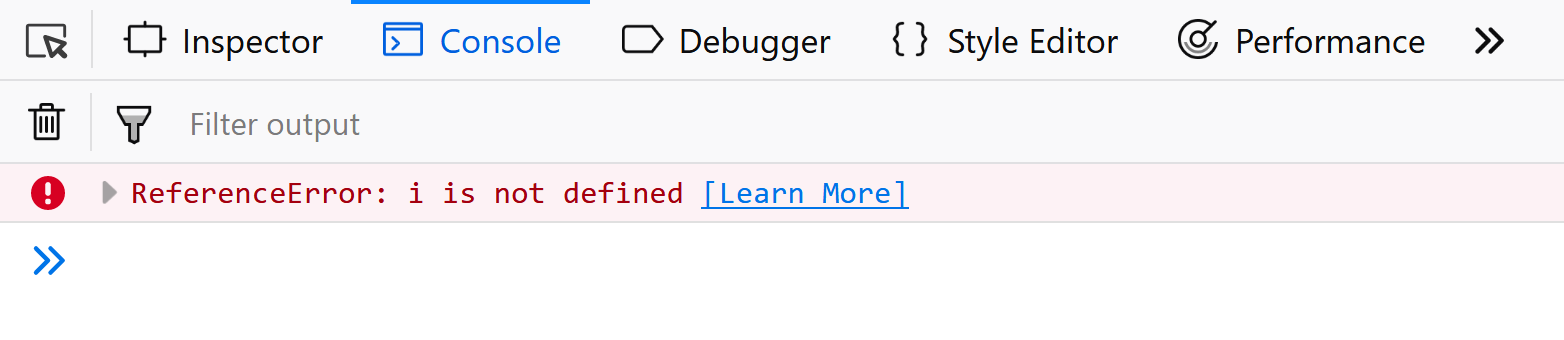 Inspector Console Debugger Style Editor Performance
Filter output
ReferenceError: i is not defined [Learn More]